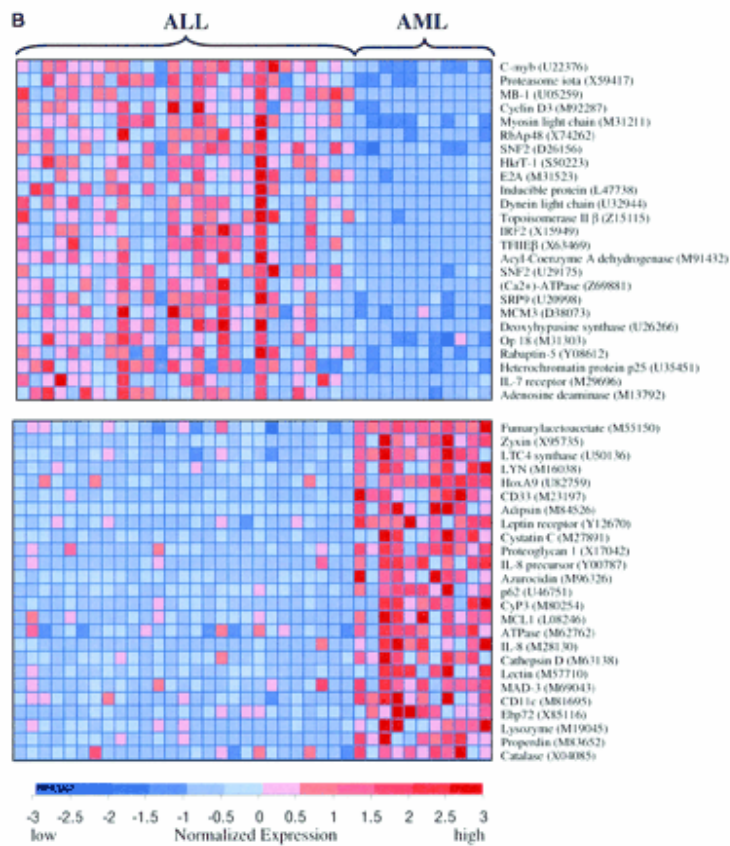 B
ALL AML
C-myb (U22376)
Proteasome iota (X59417)
MB-1 (U05259)
Cyclin D3 (M92287)
Myosin light chain (M31211)
RbAp48 (X74262)
SNF2 (D26156)
HkrT-1 (S50223)
E2A (M31523)
Inducible protein (L47738)
Dynein light chain (U32944)
Topoisomerase II β (Z15115)
IRF2 (X15949)
TFIIEβ (X63469)
Acyl-Coenzyme A dehydrogenase (M91432)
SNF2 (U29175)
(Ca2+)-ATPase (Z69881)
SRP9 (U20998)
MCM3 (D38073)
Deoxyhypusine synthase (U26266)
Op 18 (M31303)
Rabaptin-5 (Y08612)
Heterochromatin protein p25 (U35451)
IL-7 receptor (M29696)
Adenosine deaminase (M13792)
Fumarylacetoacetate (M55150)
Zyxin (X95735)
LTC4 synthase (U50136)
LYN (M16038)
HoxA9 (U82759)
CD33 (M23197)
Adipsin (M84526)
Leptin receptor (Y12670)
Cystatin C (M27891)
Proteoglycan 1 (X17042)
IL-8 precursor (Y00787)
Azurocidin (M96326)
p62 (U46751)
CyP3 (M80254)
MCL1 (L08246)
ATPase (M62762)
IL-8 (M28130)
Cathepsin D (M63138)
Lectin (M57710)
MAD-3 (M69043)
CD11c (M81695)
Ebp72 (X85116)
Lysozyme (M19045)
Properdin (M83652)
Catalase (X04085)
-3 -2.5 -2 -1.5 -1 -0.5 0 0.5 1 1.5 2 2.5 3
low Normalized Expression high